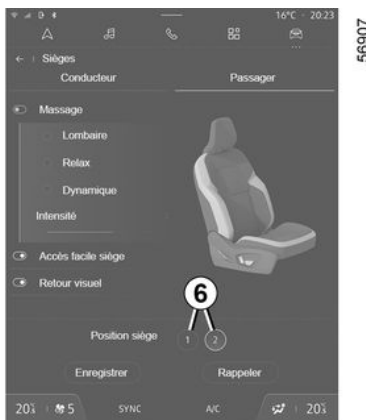 16°C · 20:23
← Sièges
Conducteur Passager
Massage
Lombaire
Relax
Dynamique
Intensité
Accès facile siège
Retour visuel
6
Position siège 1 2
Enregistrer Rappeler
5 SYNC A/C
56907